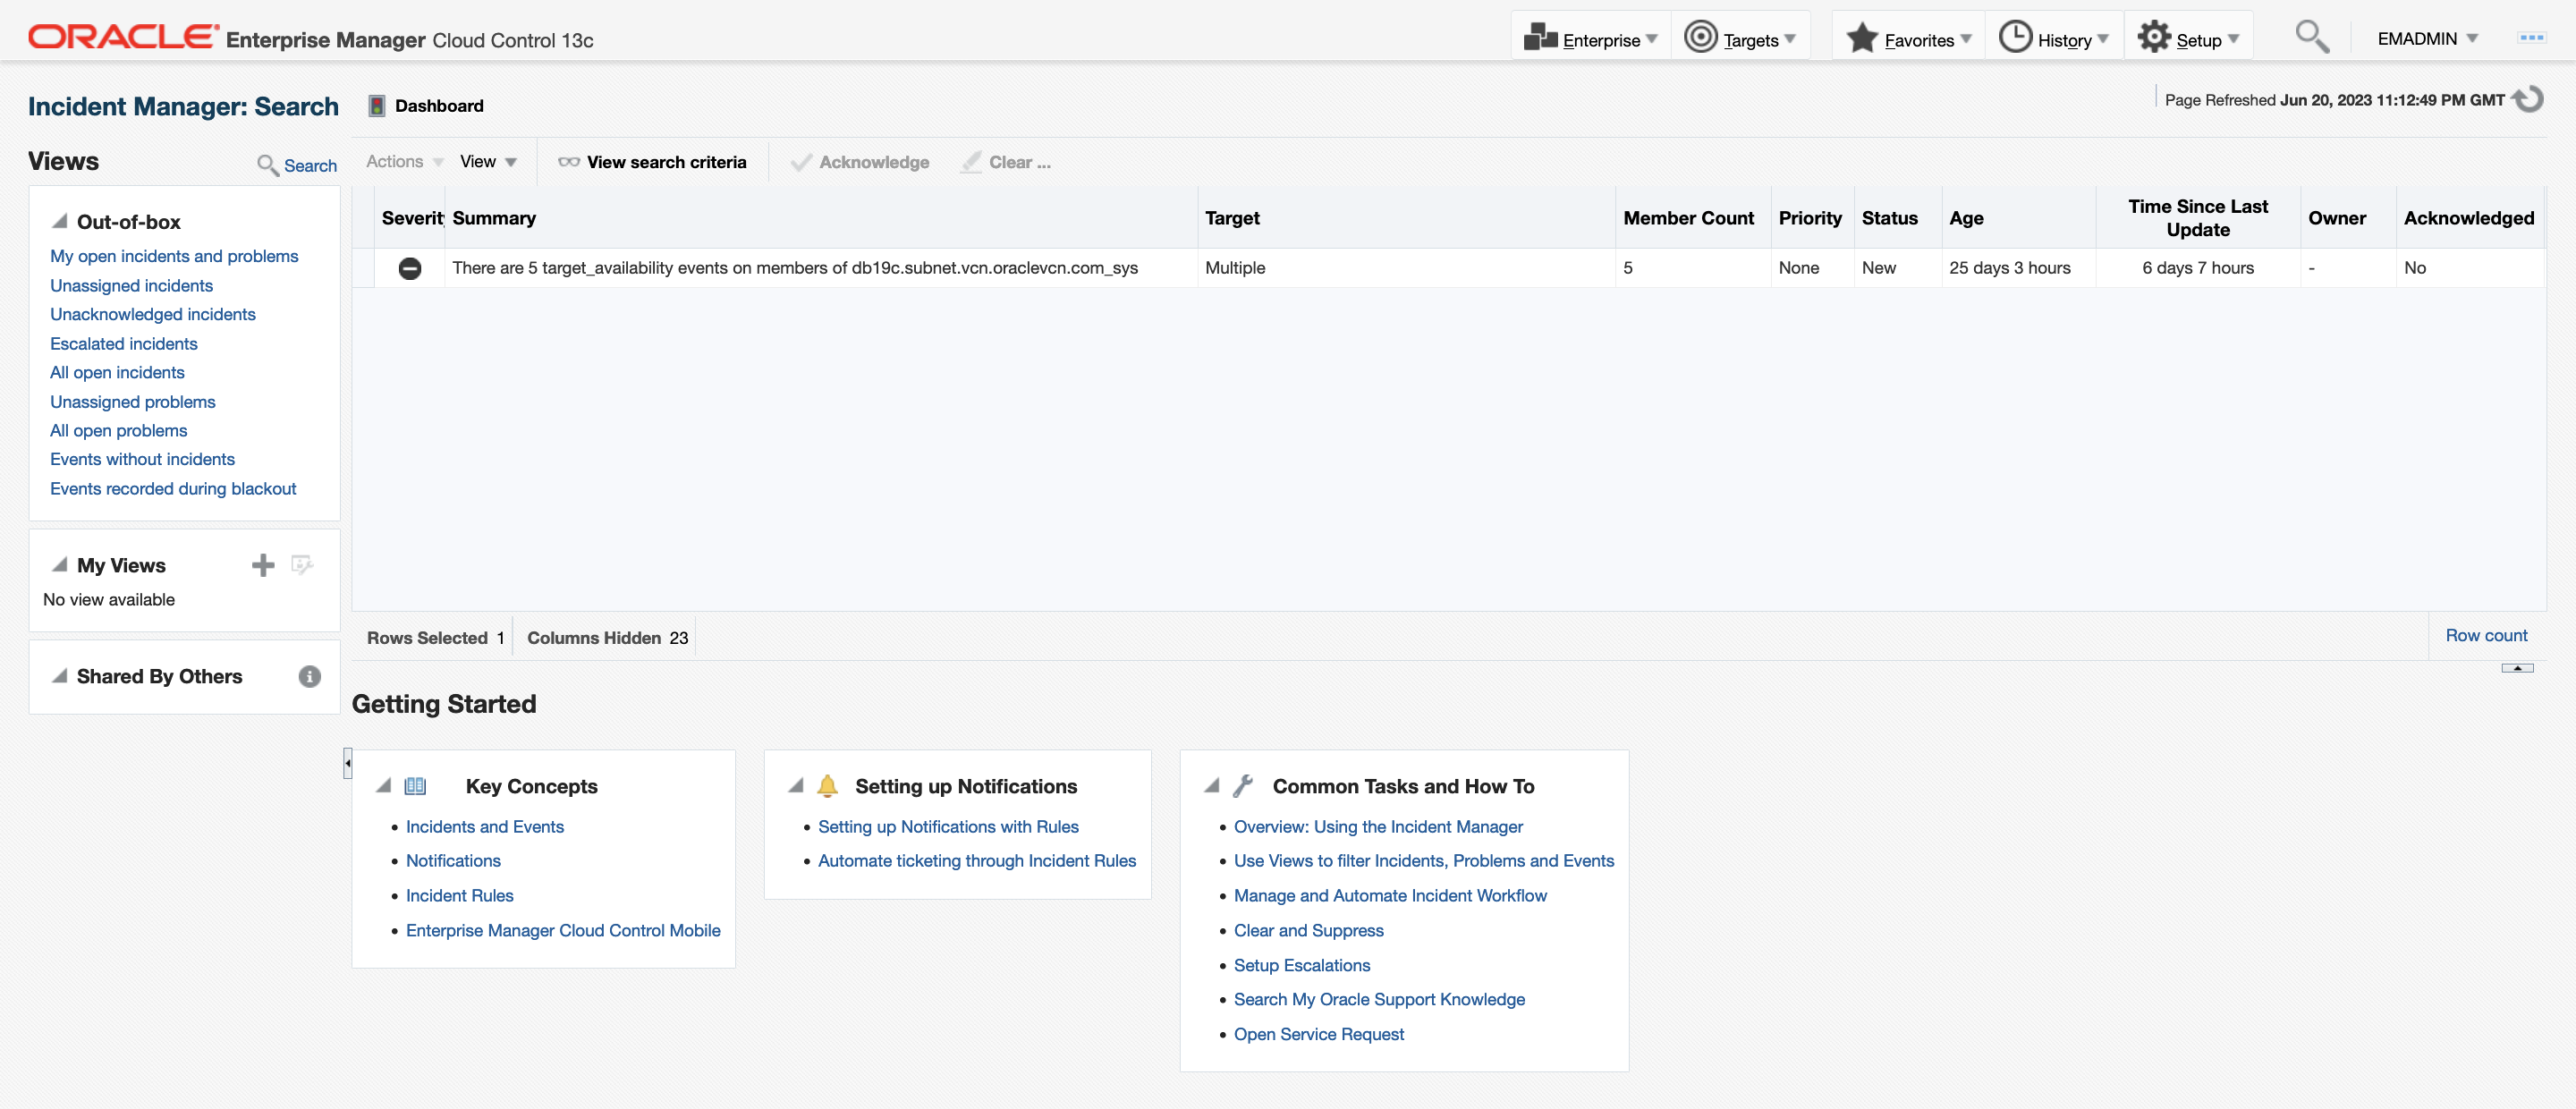 ORACLE Enterprise Manager Cloud Control 13c
Enterprise
Targets
Favorites
History
Setup
EMADMIN
Incident Manager: Search
Dashboard
Page Refreshed Jun 20, 2023 11:12:49 PM GMT
Views
Search
Actions
View
View search criteria
Acknowledge
Clear ...
Out-of-box
My open incidents and problems
Unassigned incidents
Unacknowledged incidents
Escalated incidents
All open incidents
Unassigned problems
All open problems
Events without incidents
Events recorded during blackout
My Views
No view available
Shared By Others
Severit Summary Target Member Count Priority Status Age Time Since Last Owner Acknowledged
Update
There are 5 target_availability events on members of db19c.subnet.vcn.oraclevcn.com_sys Multiple 5 None New 25 days 3 hours 6 days 7 hours - No
Rows Selected 1 Columns Hidden 23
Row count
Getting Started
Key Concepts
Incidents and Events
Notifications
Incident Rules
Enterprise Manager Cloud Control Mobile
Setting up Notifications
Setting up Notifications with Rules
Automate ticketing through Incident Rules
Common Tasks and How To
Overview: Using the Incident Manager
Use Views to filter Incidents, Problems and Events
Manage and Automate Incident Workflow
Clear and Suppress
Setup Escalations
Search My Oracle Support Knowledge
Open Service Request